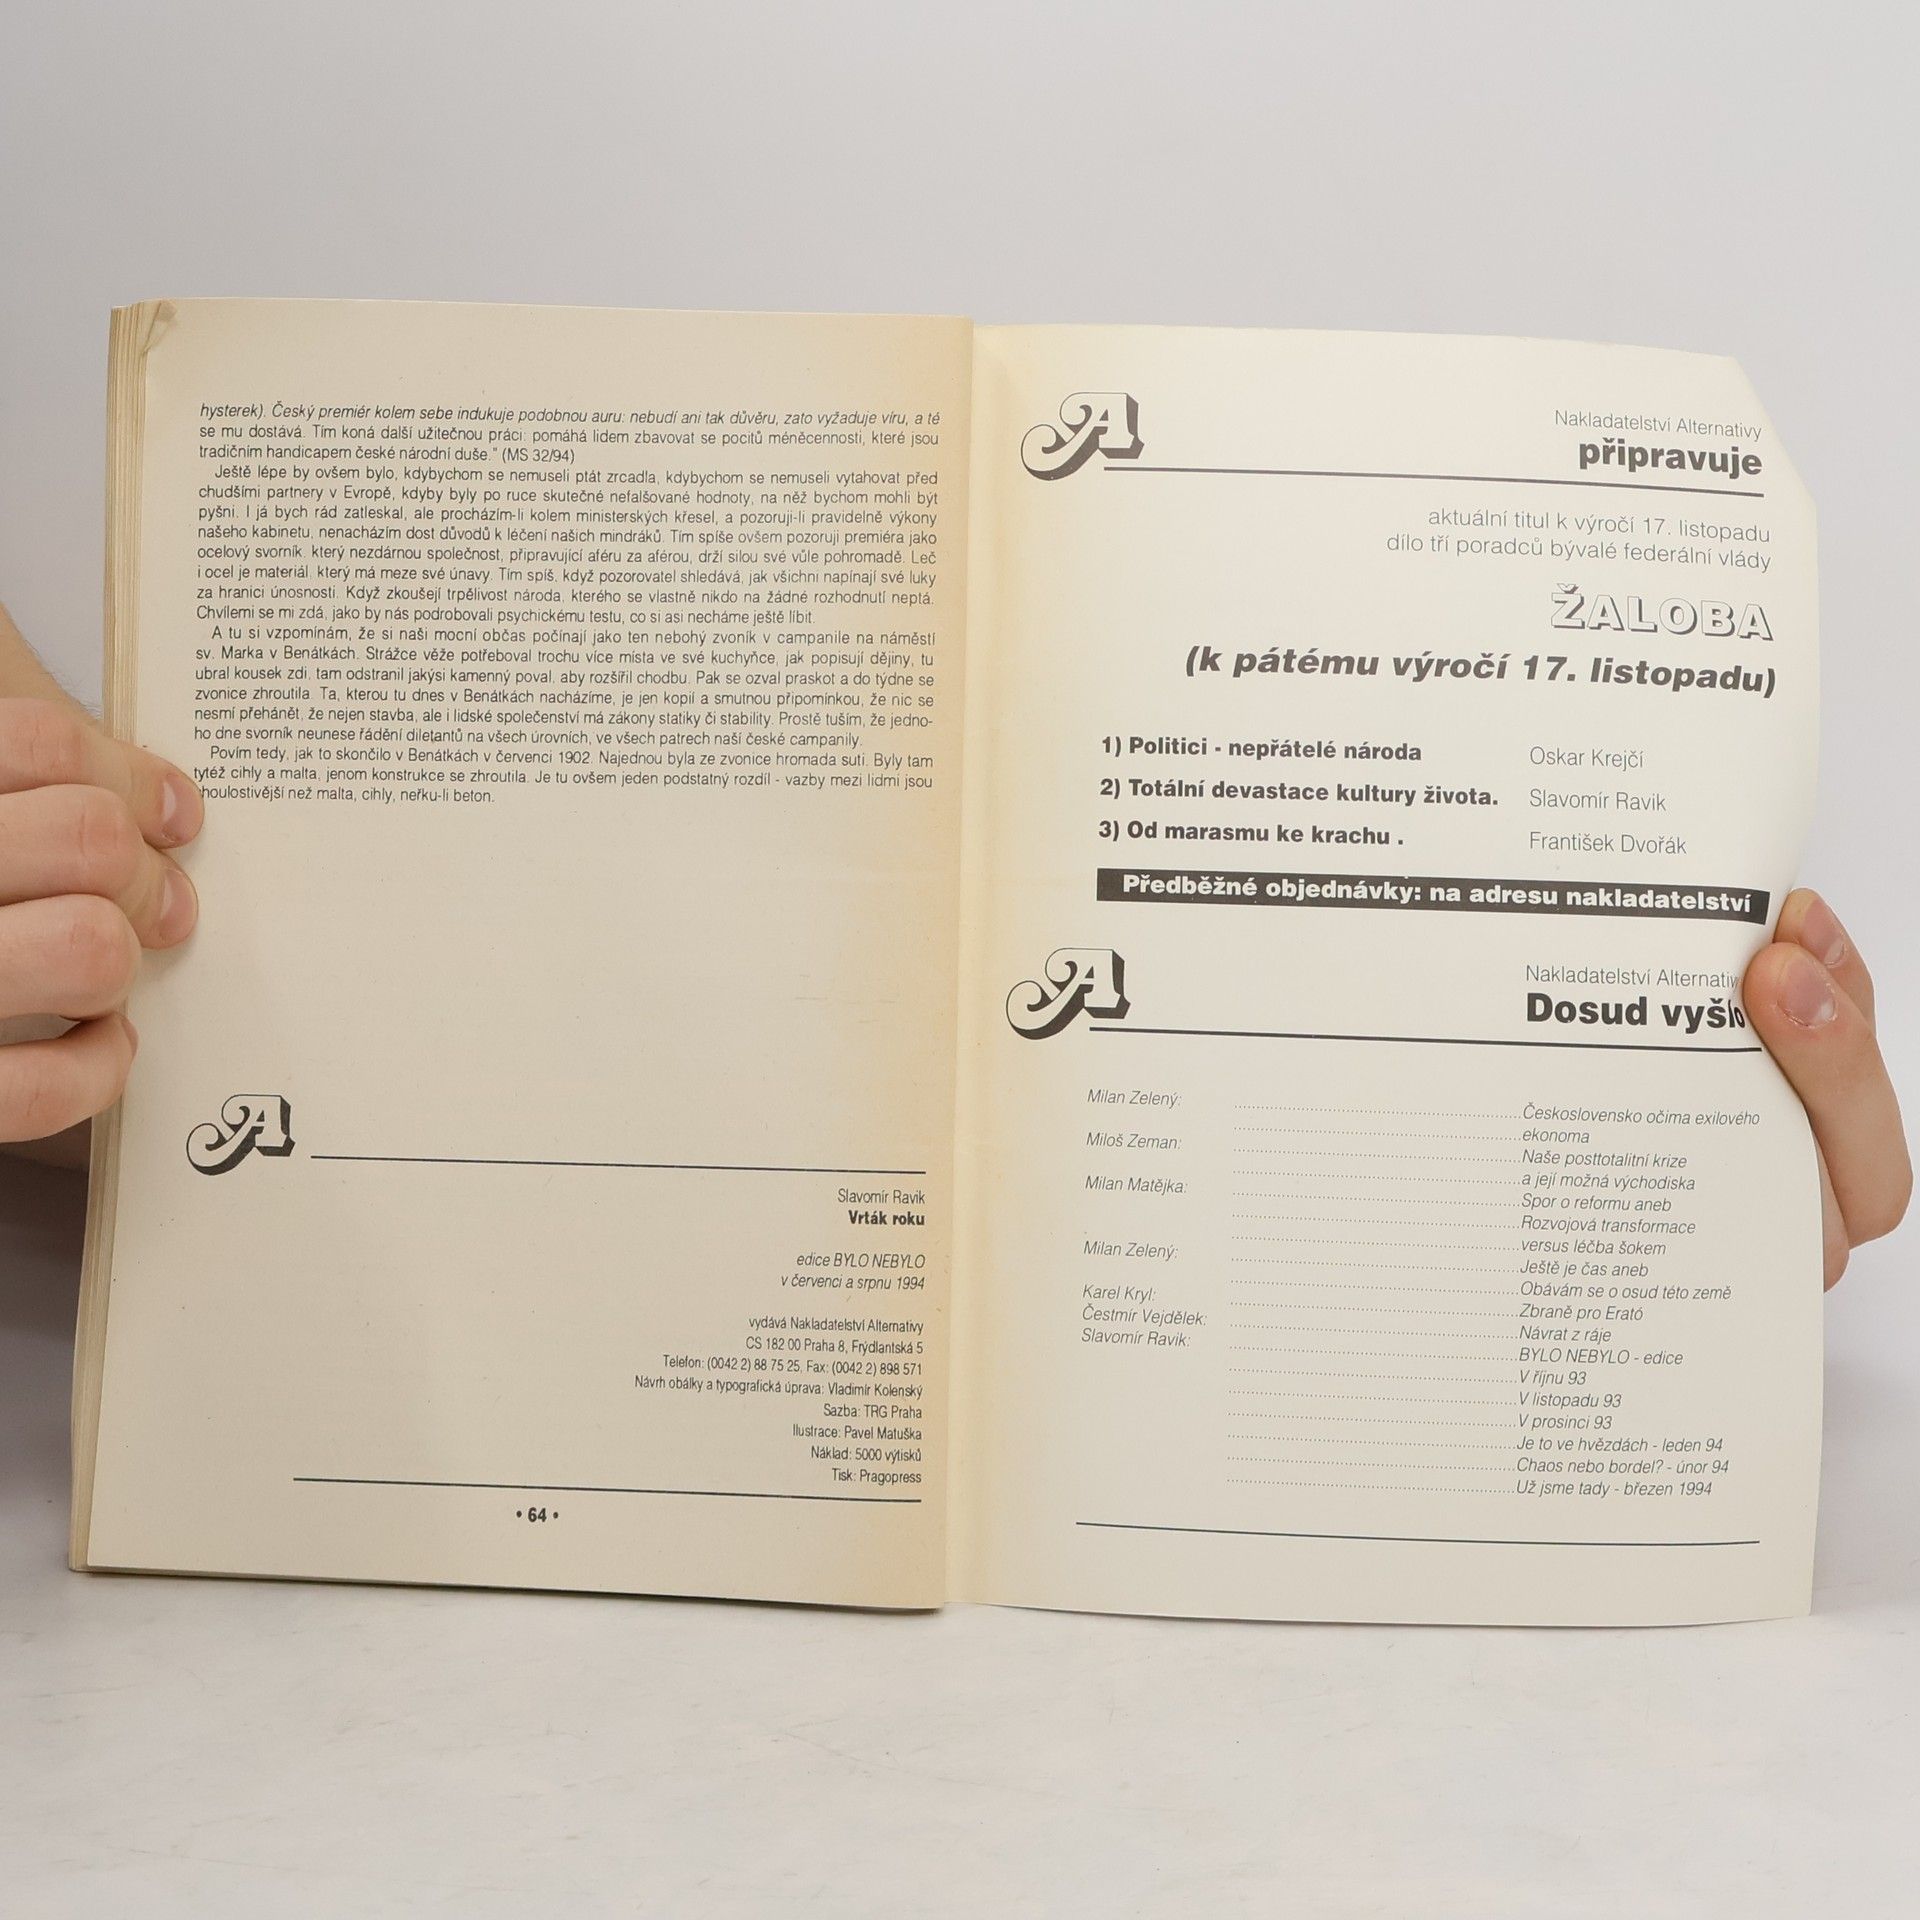 hysterek). Český premiér kolem sebe indukuje podobnou auru: nebudí ani tak důvěru, zato vyžaduje víru, a té
se mu dostává. Tím koná další užitečnou práci: pomáhá lidem zbavovat se pocitů méněcennosti, které jsou
tradičním handicapem české národní duše." (MS 32/94)
Ještě lépe by ovšem bylo, kdybychom se nemuseli ptát zrcadla, kdybychom se nemuseli vytahovat před
chudšími partnery v Evropě, kdyby byly po ruce skutečné nefalšované hodnoty, na něž bychom mohli být
pyšni. I já bych rád zatleskal, ale procházím-li kolem ministerských křesel, a pozoruji-li pravidelně výkony
našeho kabinetu, nenacházím dost důvodů k léčení našich mindráků. Tím spíše ovšem pozoruji premiéra jako
ocelový svorník, který nezdárnou společnost, připravující aféru za aférou, drží silou své vůle pohromadě. Leč
i ocel je materiál, který má meze své únavy. Tím spíš, když pozorovatel shledává, jak všichni napínají své luky
za hranici únosnosti. Když zkoušejí trpělivost národa, kterého se vlastně nikdo na žádné rozhodnutí neptá.
Chvílemi se mi zdá, jako by nás podrobovali psychickému testu, co si asi necháme ještě líbit.
A tu si vzpomínám, že si naši mocní občas počínají jako ten nebohý zvoník v campanile na náměstí
sv. Marka v Benátkách. Strážce věže potřeboval trochu více místa ve své kuchyňce, jak popisují dějiny, tu
ubral kousek zdi, tam odstranil jakýsi kamenný poval, aby rozšířil chodbu. Pak se ozval praskot a do týdne se
zvonice zhroutila. Ta, kterou tu dnes v Benátkách nacházíme, je jen kopií a smutnou připomínkou, že nic se
nesmí přehánět, že nejen stavba, ale i lidské společenství má zákony statiky či stability. Prostě tuším, že jedno-
ho dne svorník neunese řádění diletantů na všech úrovních, ve všech patrech naší české campanily.
Povím tedy, jak to skončilo v Benátkách v červenci 1902. Najednou byla ze zvonice hromada suti. Byly tam
tytéž cihly a malta, jenom konstrukce se zhroutila. Je tu ovšem jeden podstatný rozdíl - vazby mezi lidmi jsou
choulostivější než malta, cihly, neřku-li beton.
A
Slavomír Ravik
Vrták roku
edice BYLO NEBYLO
v červenci a srpnu 1994
vydává Nakladatelství Alternativy
CS 182 00 Praha 8, Frýdlantská 5
Telefon: (0042 2) 88 75 25, Fax: (0042 2) 898 571
Návrh obálky a typografická úprava: Vladimír Kolenský
Sazba: TRG Praha
Ilustrace: Pavel Matuška
Náklad: 5000 výtisků
Tisk: Pragopress
• 64 •
A
Nakladatelství Alternativy
připravuje
aktuální titul k výročí 17. listopadu
dílo tří poradců bývalé federální vlády
ŽALOBA
(k pátému výročí 17. listopadu)
1) Politici - nepřátelé národa Oskar Krejčí
2) Totální devastace kultury života. Slavomír Ravik
3) Od marasmu ke krachu . František Dvořák
Předběžné objednávky: na adresu nakladatelství
A
Nakladatelství Alternativ
Dosud vyšlo
Milan Zelený: Československo očima exilového
ekonoma
Miloš Zeman: Naše posttotalitní krize
a její možná východiska
Milan Matějka: Spor o reformu aneb
Rozvojová transformace
versus léčba šokem
Milan Zelený: Ještě je čas aneb
Obávám se o osud této země
Karel Kryl: Zbraně pro Erató
Čestmír Vejdělek: Návrat z ráje
Slavomír Ravik: BYLO NEBYLO - edice
V říjnu 93
V listopadu 93
V prosinci 93
Je to ve hvězdách - leden 94
Chaos nebo bordel? - únor 94
Už jsme tady - březen 1994